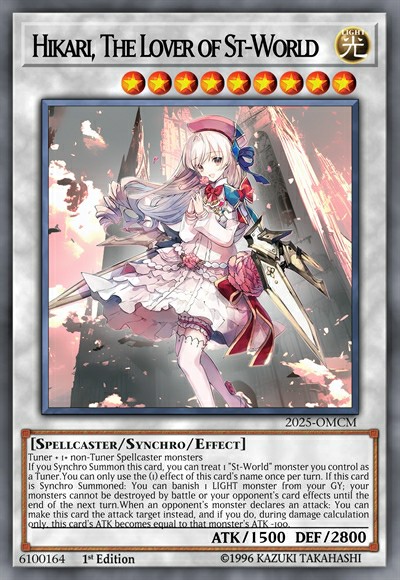 HIKARI, THE LOVER OF ST-WORLD
LIGHT
光
2025-OMCM
[SPELLCASTER/SYNCHRO/EFFECT]
Tuner + 1+ non-Tuner Spellcaster monsters
If you Synchro Summon this card, you can treat 1 "St-World" monster you control as
a Tuner.You can only use the (1) effect of this card's name once per turn. If this card
is Synchro Summoned: You can banish 1 LIGHT monster from your GY; your
monsters cannot be destroyed by battle or your opponent's card effects until the
end of the next turn.When an opponent's monster declares an attack: You can
make this card the attack target instead, and if you do, during damage calculation
only, this card's ATK becomes equal to that monster's ATK -100.
ATK/1500 DEF/2800
6100164 1st Edition ©1996 KAZUKI TAKAHASHI